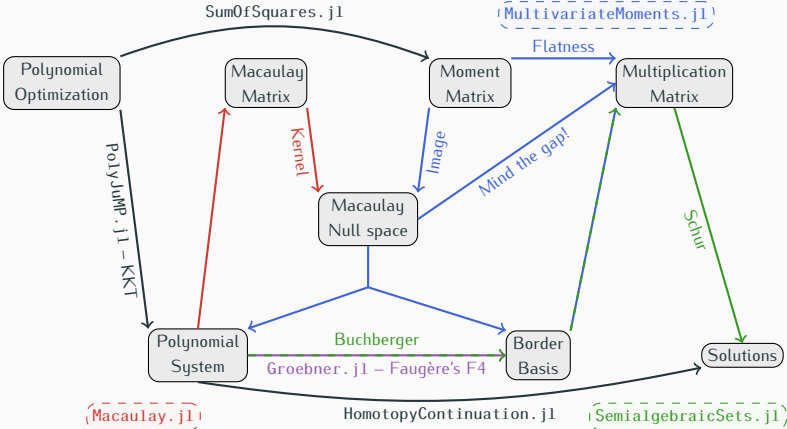 SumOfSquares.jl
MultivariateMoments.jl
Flatness
Polynomial
Optimization
Macaulay
Matrix
Moment
Matrix
Multiplication
Matrix
PolyJuMP.jl – KKT
Kernel
Image
Mind the gap!
Schur
Macaulay
Null space
Polynomial
System
Buchberger
Groebner.jl – Faugère's F4
Border
Basis
Solutions
Macaulay.jl
HomotopyContinuation.jl
SemialgebraicSets.jl